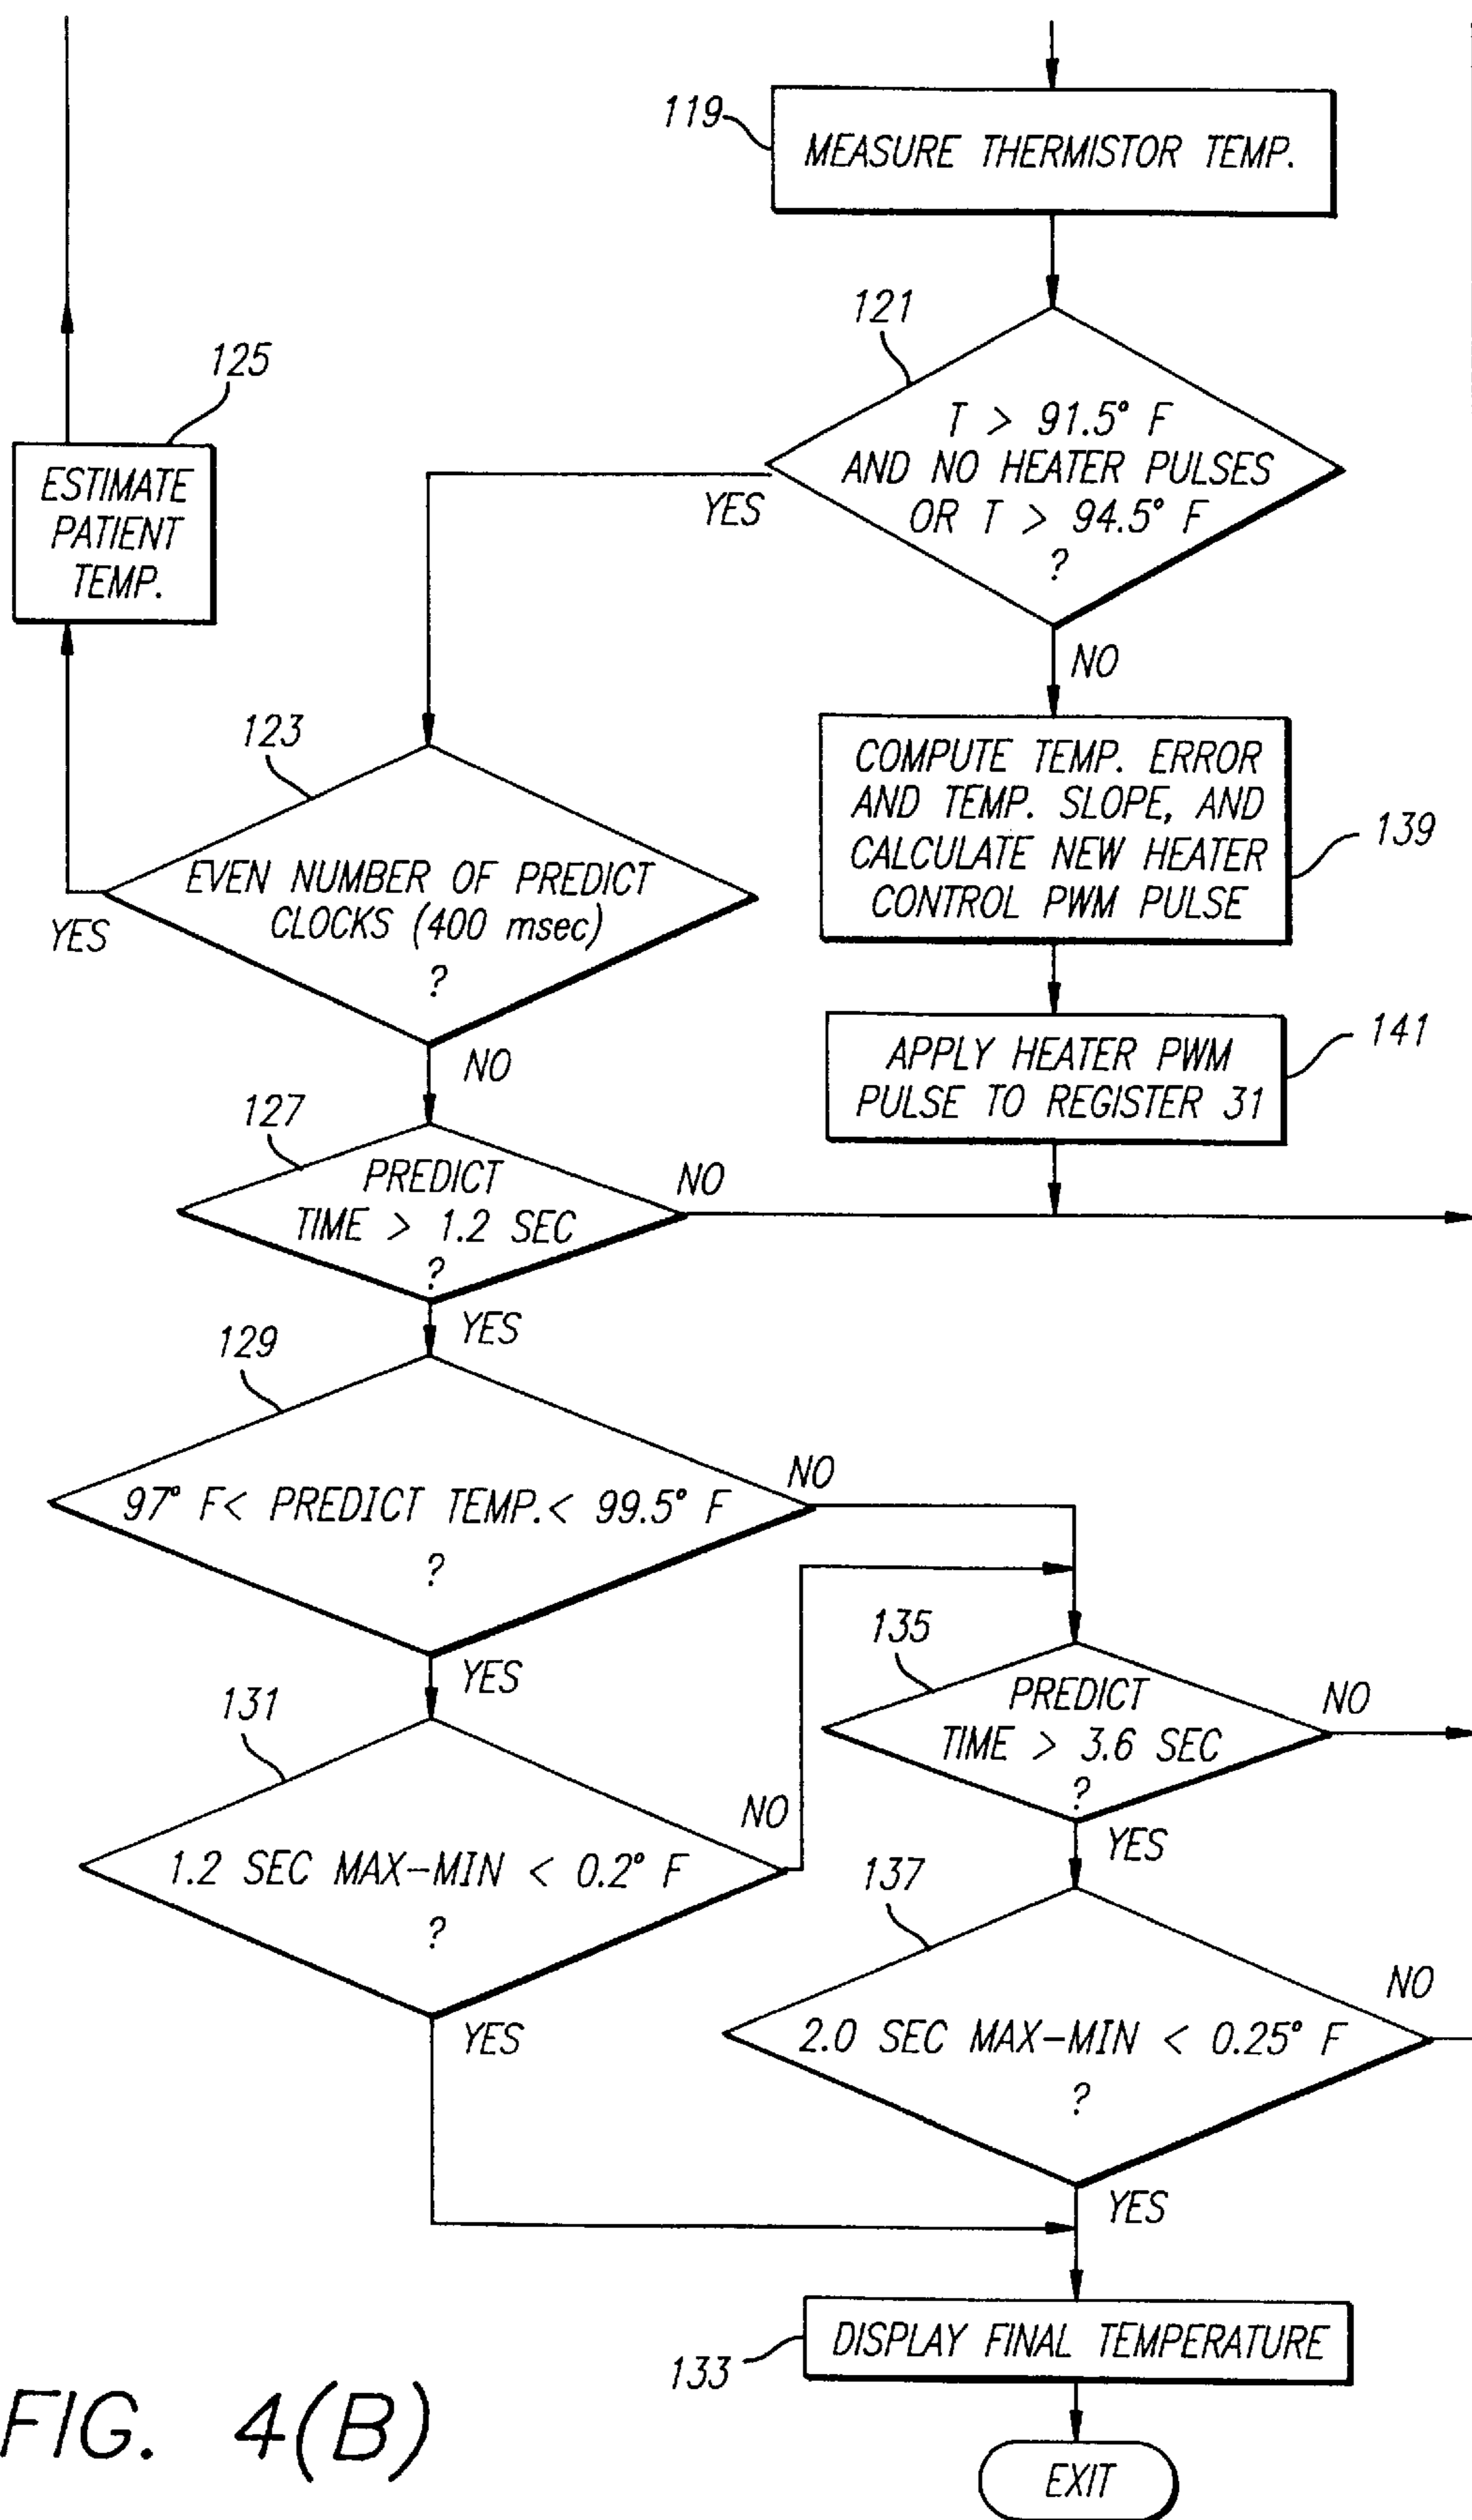 119
MEASURE THERMISTOR TEMP.
121
T > 91.5° F
AND NO HEATER PULSES
OR T > 94.5° F
?
YES
NO
125
ESTIMATE
PATIENT
TEMP.
123
EVEN NUMBER OF PREDICT
CLOCKS (400 msec)
?
YES
NO
COMPUTE TEMP. ERROR
AND TEMP. SLOPE, AND
CALCULATE NEW HEATER
CONTROL PWM PULSE
139
APPLY HEATER PWM
PULSE TO REGISTER 31
141
127
PREDICT
TIME > 1.2 SEC
?
NO
YES
129
97° F< PREDICT TEMP.< 99.5° F
?
NO
YES
131
1.2 SEC MAX-MIN < 0.2° F
?
NO
YES
135
PREDICT
TIME > 3.6 SEC
?
NO
YES
137
2.0 SEC MAX-MIN < 0.25° F
?
NO
YES
133
DISPLAY FINAL TEMPERATURE
EXIT
FIG. 4(B)